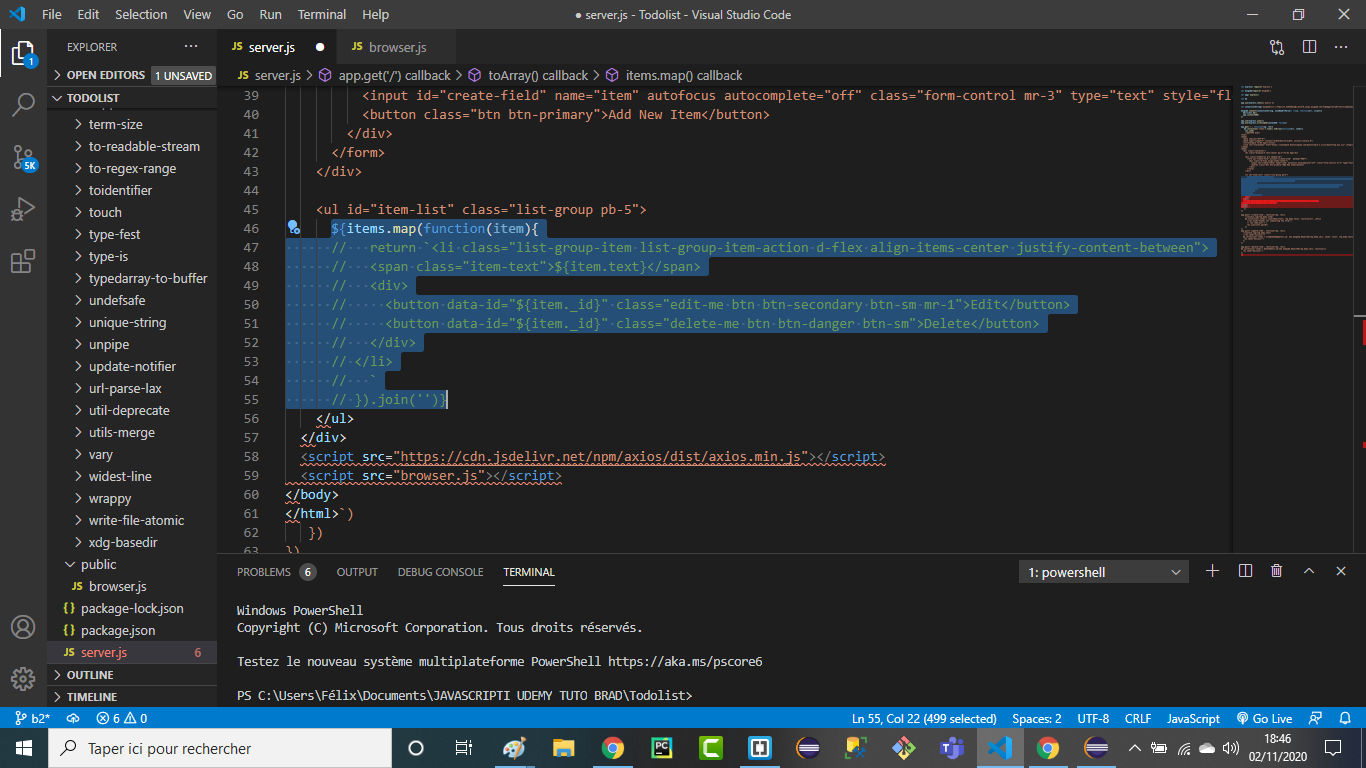 File Edit Selection View Go Run Terminal Help
● server.js - Todolist - Visual Studio Code
EXPLORER
JS server.js ●
JS browser.js
OPEN EDITORS 1 UNSAVED
JS server.js > app.get('/') callback > toArray() callback > items.map() callback
TODOLIST
term-size
to-readable-stream
to-regex-range
toidentifier
touch
type-fest
type-is
typedarray-to-buffer
undefsafe
unique-string
unpipe
update-notifier
url-parse-lax
util-deprecate
utils-merge
vary
widest-line
wrappy
write-file-atomic
xdg-basedir
public
JS browser.js
{} package-lock.json
{} package.json
JS server.js 6
OUTLINE
TIMELINE
1
5K
39 <input id="create-field" name="item" autofocus autocomplete="off" class="form-control mr-3" type="text" style="fl
40 <button class="btn btn-primary">Add New Item</button>
41 </div>
42 </form>
43 </div>
44
45 <ul id="item-list" class="list-group pb-5">
46 ${items.map(function(item){
47 // return `<li class="list-group-item list-group-item-action d-flex align-items-center justify-content-between">
48 // <span class="item-text">${item.text}</span>
49 // <div>
50 // <button data-id="${item._id}" class="edit-me btn btn-secondary btn-sm mr-1">Edit</button>
51 // <button data-id="${item._id}" class="delete-me btn btn-danger btn-sm">Delete</button>
52 // </div>
53 // </li>
54 // `
55 // }).join('')}
56 </ul>
57 </div>
58 <script src="https://cdn.jsdelivr.net/npm/axios/dist/axios.min.js"></script>
59 <script src="browser.js"></script>
60 </body>
61 </html>`)
62 })
63 })
PROBLEMS 6 OUTPUT DEBUG CONSOLE TERMINAL
1: powershell
Windows PowerShell
Copyright (C) Microsoft Corporation. Tous droits réservés.
Testez le nouveau système multiplateforme PowerShell https://aka.ms/pscore6
PS C:\Users\Félix\Documents\JAVASCRIPTI UDEMY TUTO BRAD\Todolist>
b2* 6 0
Ln 55, Col 22 (499 selected) Spaces: 2 UTF-8 CRLF JavaScript Go Live
Taper ici pour rechercher
PC
C
18:46
02/11/2020